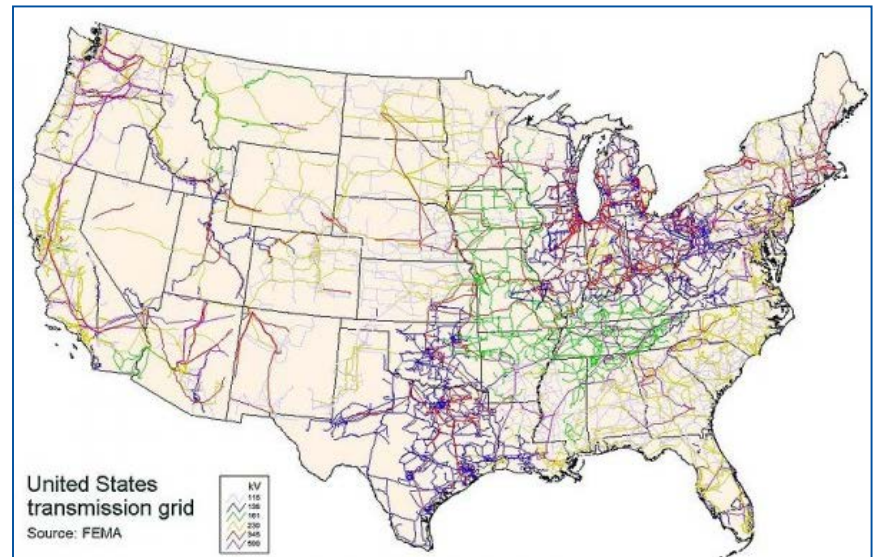 United States
transmission grid
Source: FEMA
kV
115
138
161
230
345
500